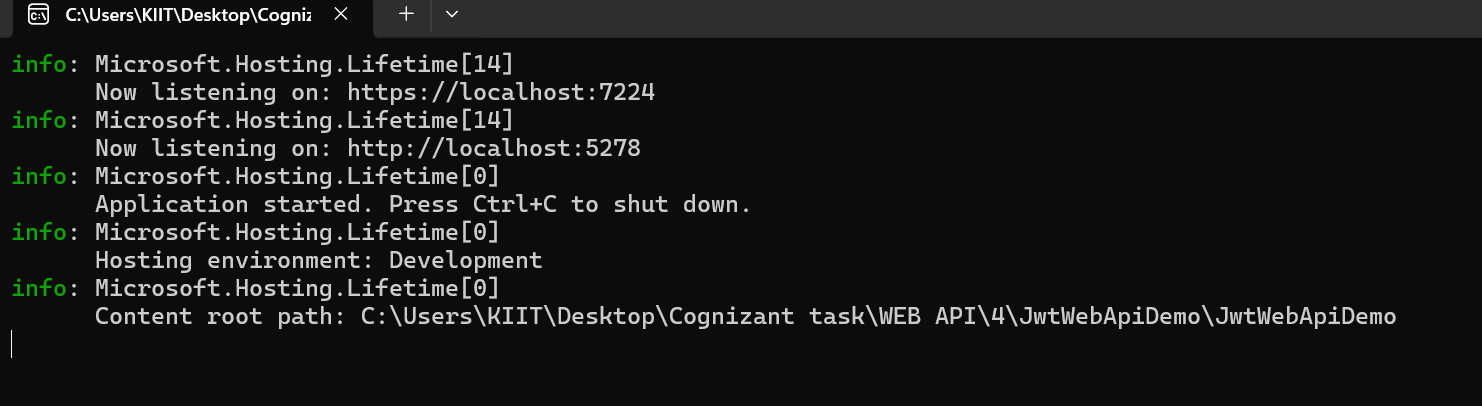 C:\Users\KIIT\Desktop\Cogniz
info: Microsoft.Hosting.Lifetime[14]
Now listening on: https://localhost:7224
info: Microsoft.Hosting.Lifetime[14]
Now listening on: http://localhost:5278
info: Microsoft.Hosting.Lifetime[0]
Application started. Press Ctrl+C to shut down.
info: Microsoft.Hosting.Lifetime[0]
Hosting environment: Development
info: Microsoft.Hosting.Lifetime[0]
Content root path: C:\Users\KIIT\Desktop\Cognizant task\WEB API\4\JwtWebApiDemo\JwtWebApiDemo